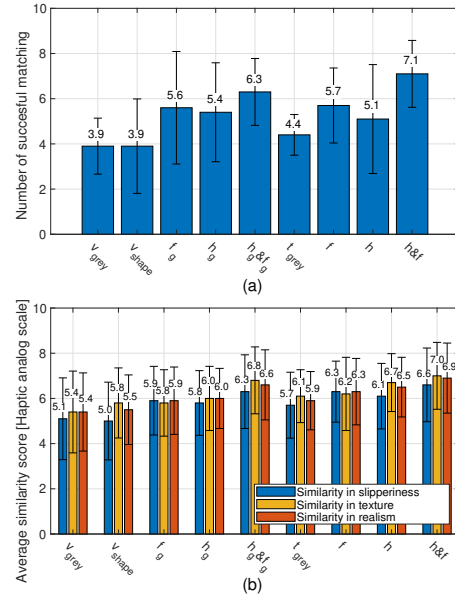 10
8
6
4
2
0
Number of succesful matching
3.9
3.9
5.6
5.4
6.3
4.4
5.7
5.1
7.1
v grey
v shape
f g
h g
h g &f g
t grey
f
h
h&f
(a)
10
8
6
4
2
0
Average similarity score [Haptic analog scale]
5.1 5.4 5.4
5.0 5.8 5.5
5.9 5.8 5.9
5.8 6.0 6.0
6.3 6.8 6.6
5.7 6.1 5.9
6.3 6.2 6.3
6.1 6.7 6.5
6.6 7.0 6.9
Similarity in slipperiness
Similarity in texture
Similarity in realism
v grey
v shape
f g
h g
h g &f g
t grey
f
h
h&f
(b)